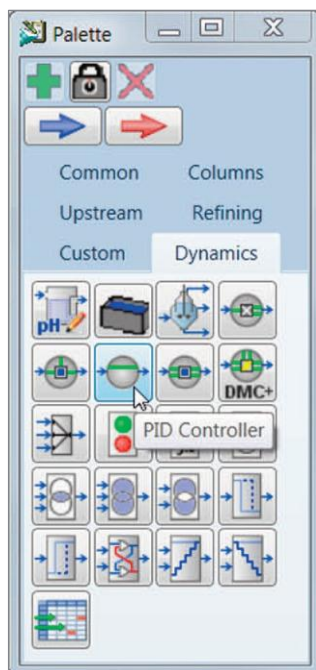 Palette
Common Columns
Upstream Refining
Custom Dynamics
pH
DMC+
PID Controller